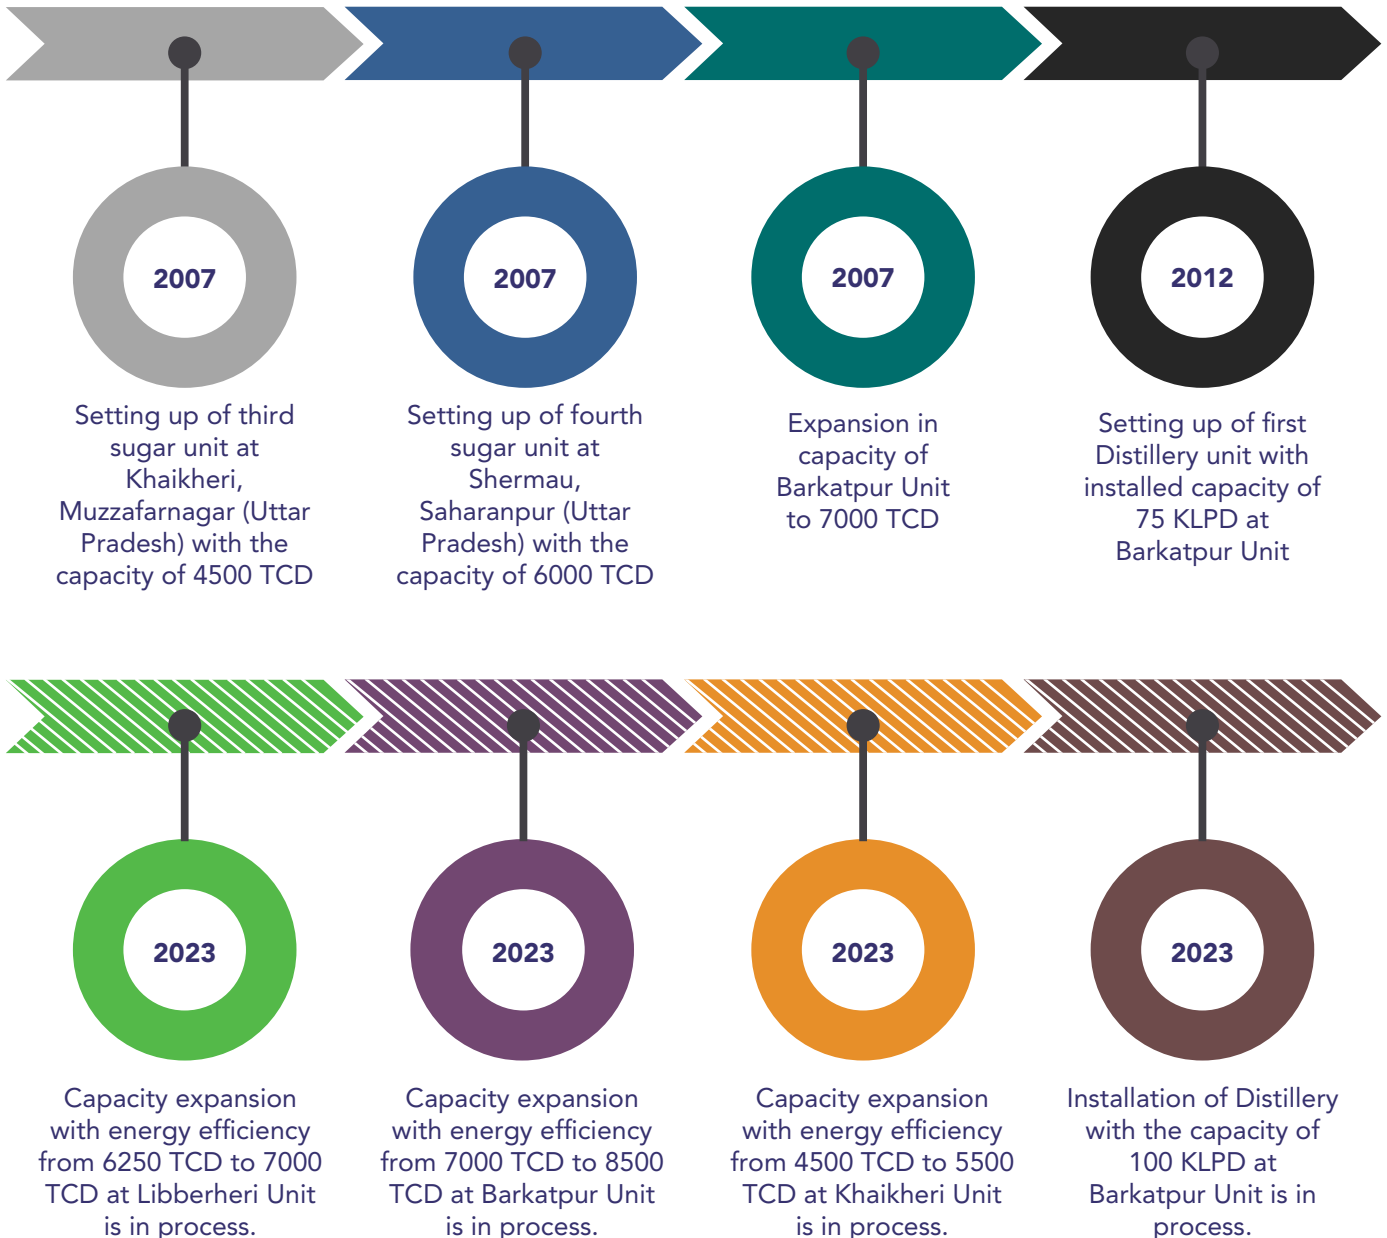 2007
Setting up of third
sugar unit at
Khaikheri,
Muzzafarnagar (Uttar
Pradesh) with the
capacity of 4500 TCD
2007
Setting up of fourth
sugar unit at
Shermau,
Saharanpur (Uttar
Pradesh) with the
capacity of 6000 TCD
2007
Expansion in
capacity of
Barkatpur Unit
to 7000 TCD
2012
Setting up of first
Distillery unit with
installed capacity of
75 KLPD at
Barkatpur Unit
2023
Capacity expansion
with energy efficiency
from 6250 TCD to 7000
TCD at Libberheri Unit
is in process.
2023
Capacity expansion
with energy efficiency
from 7000 TCD to 8500
TCD at Barkatpur Unit
is in process.
2023
Capacity expansion
with energy efficiency
from 4500 TCD to 5500
TCD at Khaikheri Unit
is in process.
2023
Installation of Distillery
with the capacity of
100 KLPD at
Barkatpur Unit is in
process.